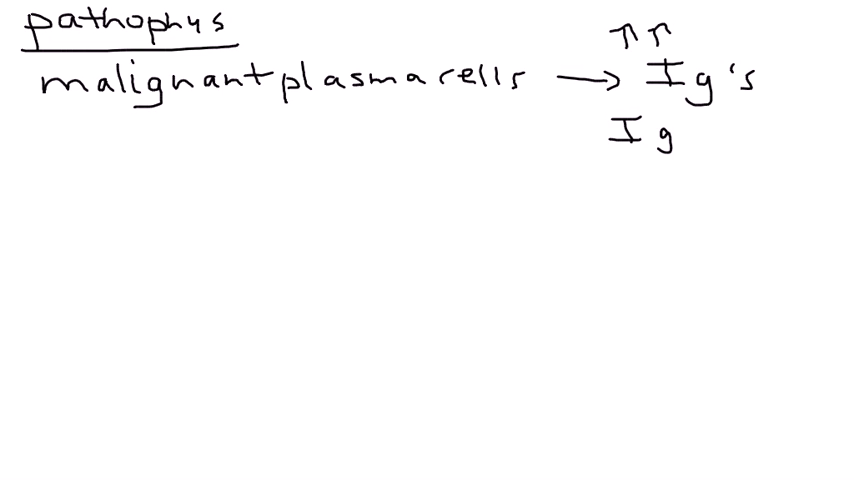 pathophys
↑↑
malignant plasma cells → Ig's
Ig